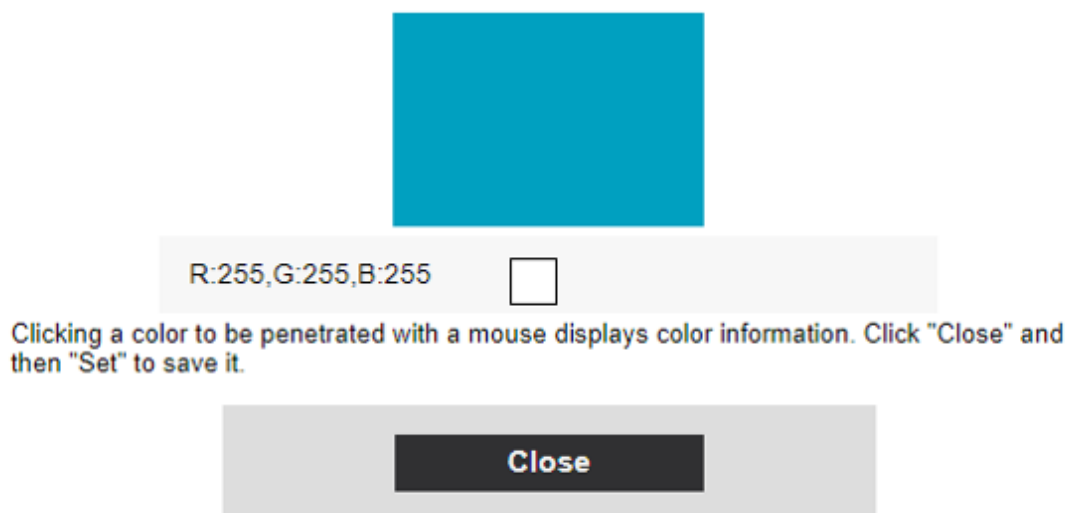 R:255,G:255,B:255
Clicking a color to be penetrated with a mouse displays color information. Click "Close" and
then "Set" to save it.
Close